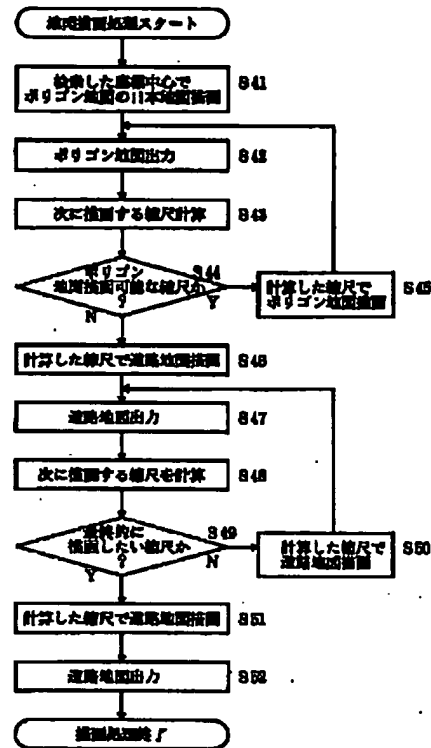 地図描画処理スタート
検索した座標中心で
ポリゴン地図の日本地図描画
S41
ポリゴン地図出力
S42
次に描画する縮尺計算
S43
ポリゴン
地図描画可能な縮尺か
?
S44
Y
N
計算した縮尺で
ポリゴン地図描画
S45
計算した縮尺で道路地図描画
S46
道路地図出力
S47
次に描画する縮尺を計算
S48
最終的に
描画したい縮尺か
?
S49
N
Y
計算した縮尺で
道路地図描画
S50
計算した縮尺で道路地図描画
S51
道路地図出力
S52
描画処理終了